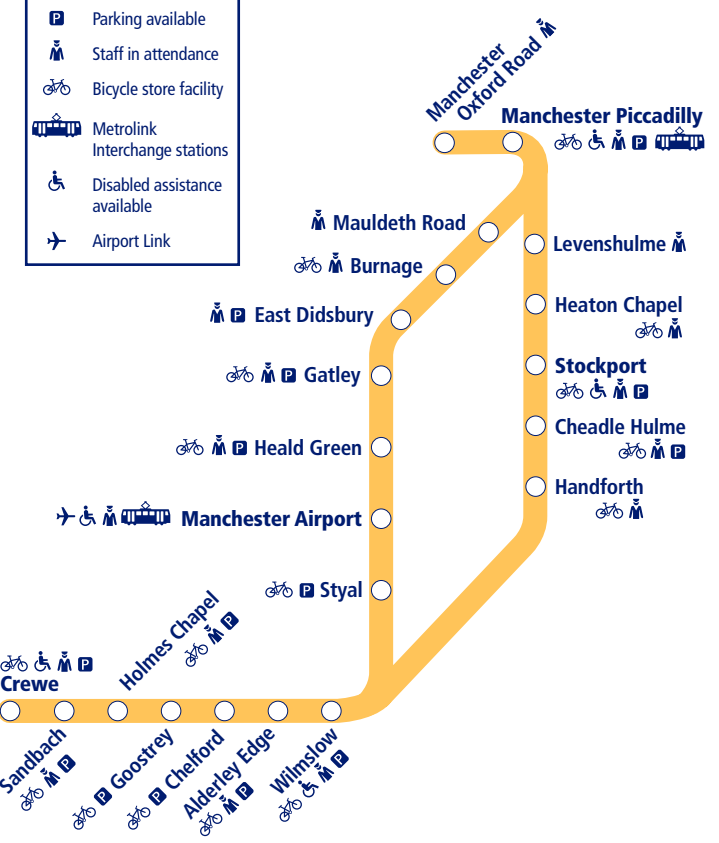 P Parking available
Staff in attendance
Bicycle store facility
Metrolink
Interchange stations
Disabled assistance
available
Airport Link
Manchester
Oxford Road
Manchester Piccadilly
P
Mauldeth Road
Levenshulme
Burnage
Heaton Chapel
P East Didsbury
Stockport
P
P Gatley
Cheadle Hulme
P
P Heald Green
Handforth
Manchester Airport
P Styal
Holmes Chapel
P
P
Crewe
Sandbach
P
P Goostrey
P Chelford
Alderley Edge
P
Wilmslow
P